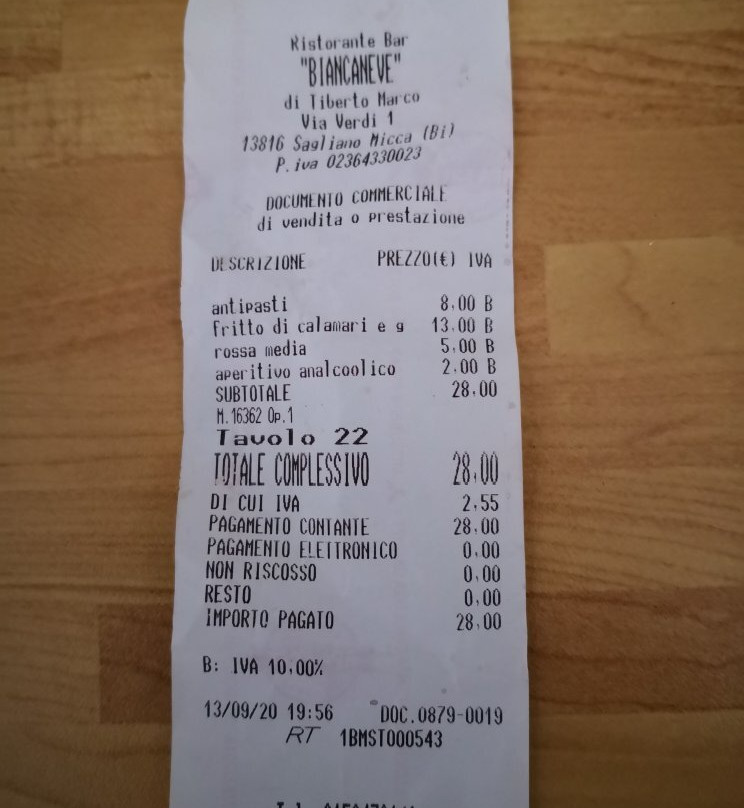 Ristorante Bar
"BIANCANEVE"
di Tiberto Marco
Via Verdi 1
13816 Sagliano Micca (Bi)
P.iva 02364330023
DOCUMENTO COMMERCIALE
di vendita o prestazione
DESCRIZIONE PREZZO(€) IVA
antipasti 8,00 B
Fritto di calamari e g 13,00 B
rossa media 5,00 B
aperitivo analcoolico 2,00 B
SUBTOTALE 28,00
M.16362 Op.1
Tavolo 22
TOTALE COMPLESSIVO 28,00
DI CUI IVA 2,55
PAGAMENTO CONTANTE 28,00
PAGAMENTO ELETTRONICO 0,00
NON RISCOSSO 0,00
RESTO 0,00
IMPORTO PAGATO 28,00
B: IVA 10,00%
13/09/20 19:56 DOC.0879-0019
RT 1BMST000543